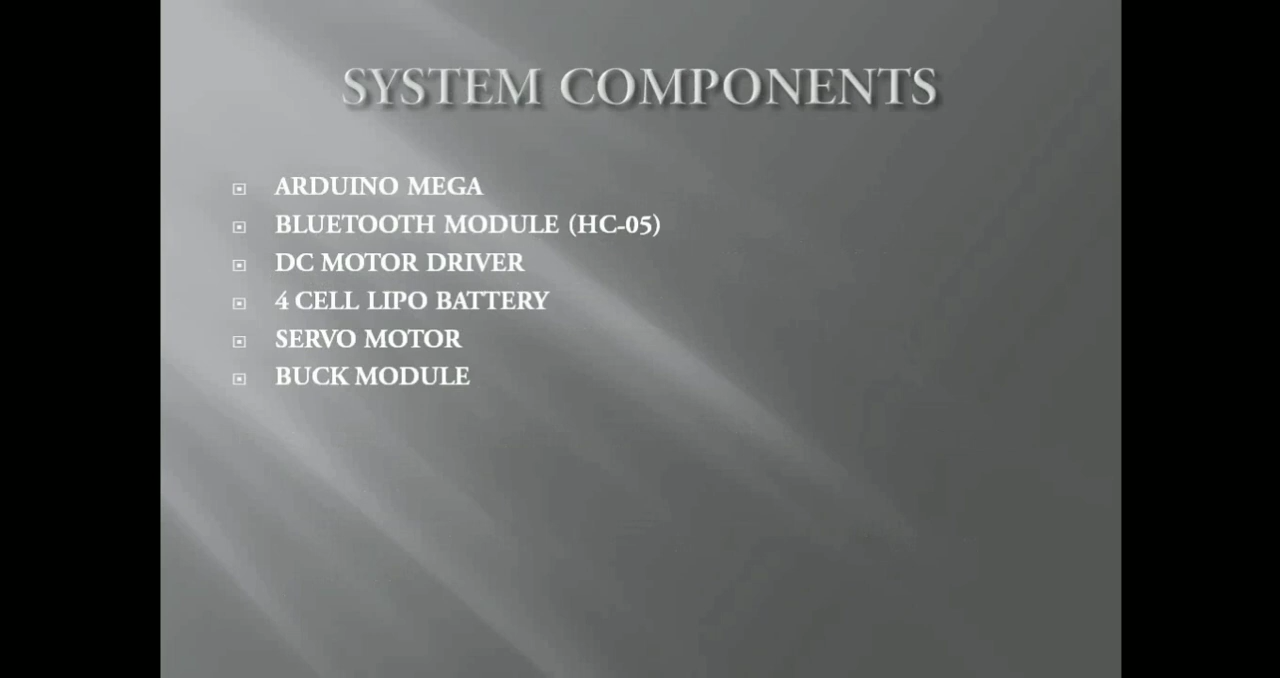 SYSTEM COMPONENTS
ARDUINO MEGA
BLUETOOTH MODULE (HC-05)
DC MOTOR DRIVER
4 CELL LIPO BATTERY
SERVO MOTOR
BUCK MODULE